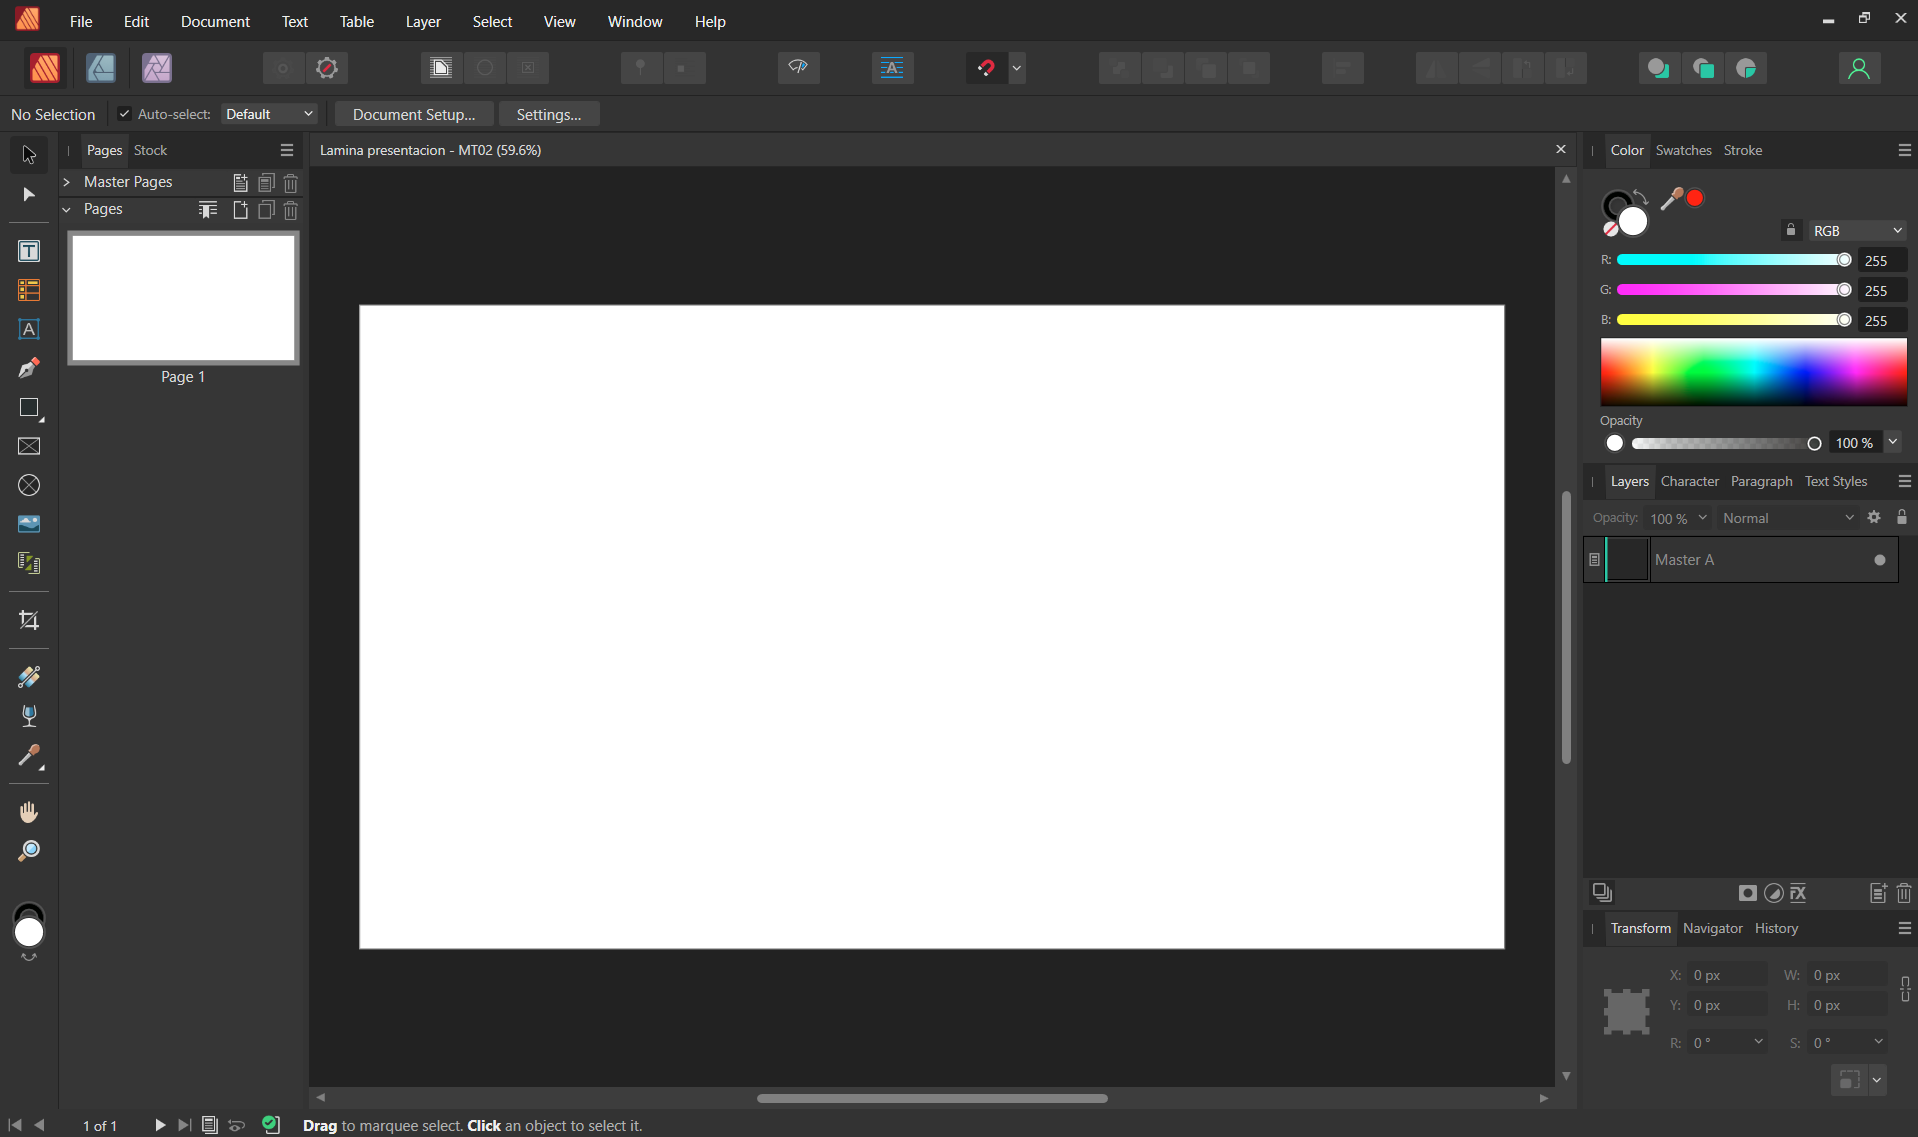 File Edit Document Text Table Layer Select View Window Help
No Selection Auto-select: Default Document Setup... Settings...
Pages Stock
Master Pages
Pages
Page 1
Lamina presentacion - MT02 (59.6%)
Color Swatches Stroke
RGB
R: 255
G: 255
B: 255
Opacity
100 %
Layers Character Paragraph Text Styles
Opacity: 100 % Normal
Master A
Transform Navigator History
X: 0 px W: 0 px
Y: 0 px H: 0 px
R: 0 ° S: 0 °
1 of 1 Drag to marquee select. Click an object to select it.